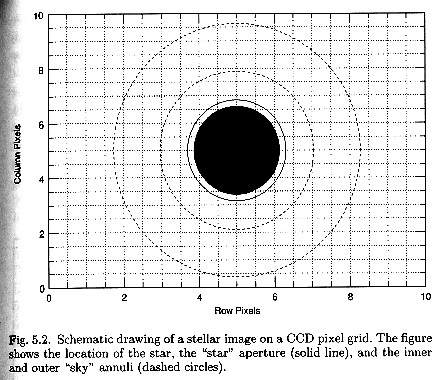 10
8
6
4
2
0
Column Pixels
0 2 4 6 8 10
Row Pixels
Fig. 5.2. Schematic drawing of a stellar image on a CCD pixel grid. The figure
shows the location of the star, the "star" aperture (solid line), and the inner
and outer "sky" annuli (dashed circles).